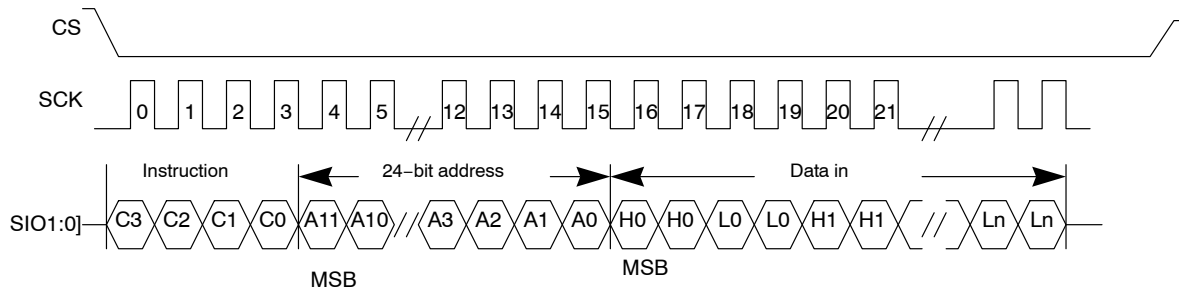 CS
SCK
0 1 2 3 4 5 12 13 14 15 16 17 18 19 20 21
Instruction 24−bit address Data in
SIO1:0] C3 C2 C1 C0 A11 A10 A3 A2 A1 A0 H0 H0 L0 L0 H1 H1 Ln Ln
MSB MSB